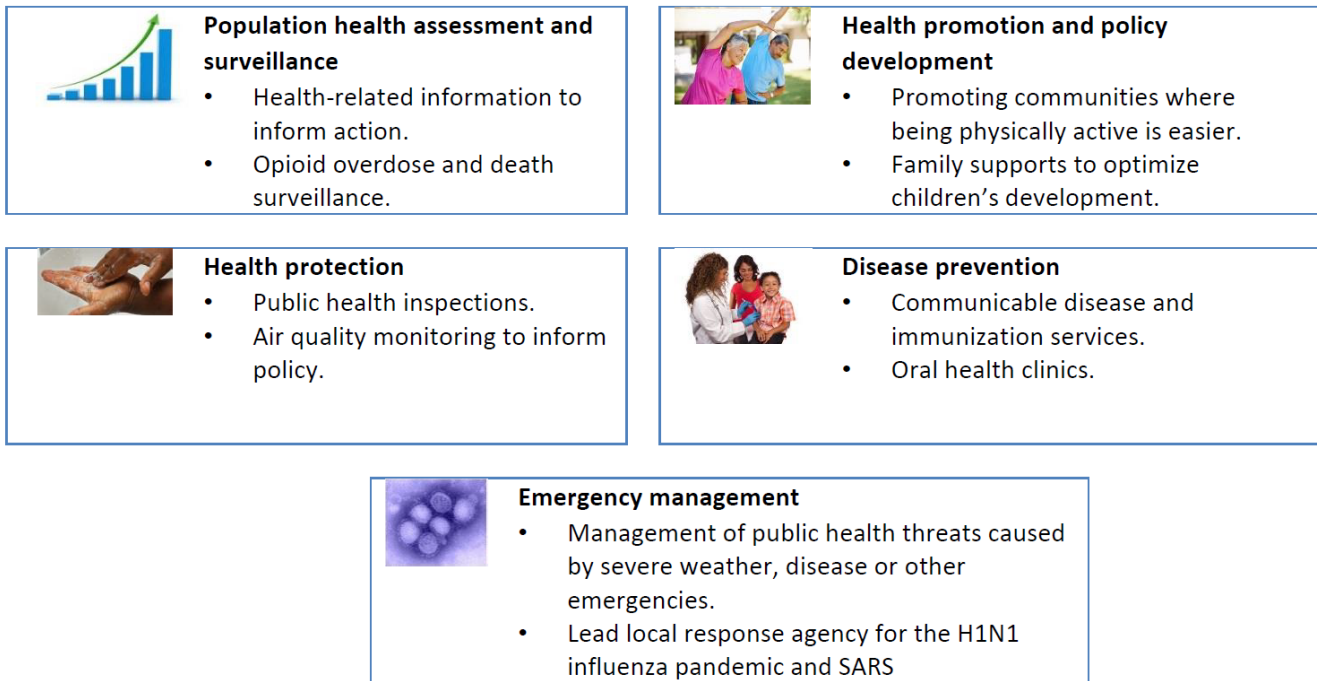 Population health assessment and
surveillance
• Health-related information to
inform action.
• Opioid overdose and death
surveillance.
Health promotion and policy
development
• Promoting communities where
being physically active is easier.
• Family supports to optimize
children’s development.
Health protection
• Public health inspections.
• Air quality monitoring to inform
policy.
Disease prevention
• Communicable disease and
immunization services.
• Oral health clinics.
Emergency management
• Management of public health threats caused
by severe weather, disease or other
emergencies.
• Lead local response agency for the H1N1
influenza pandemic and SARS